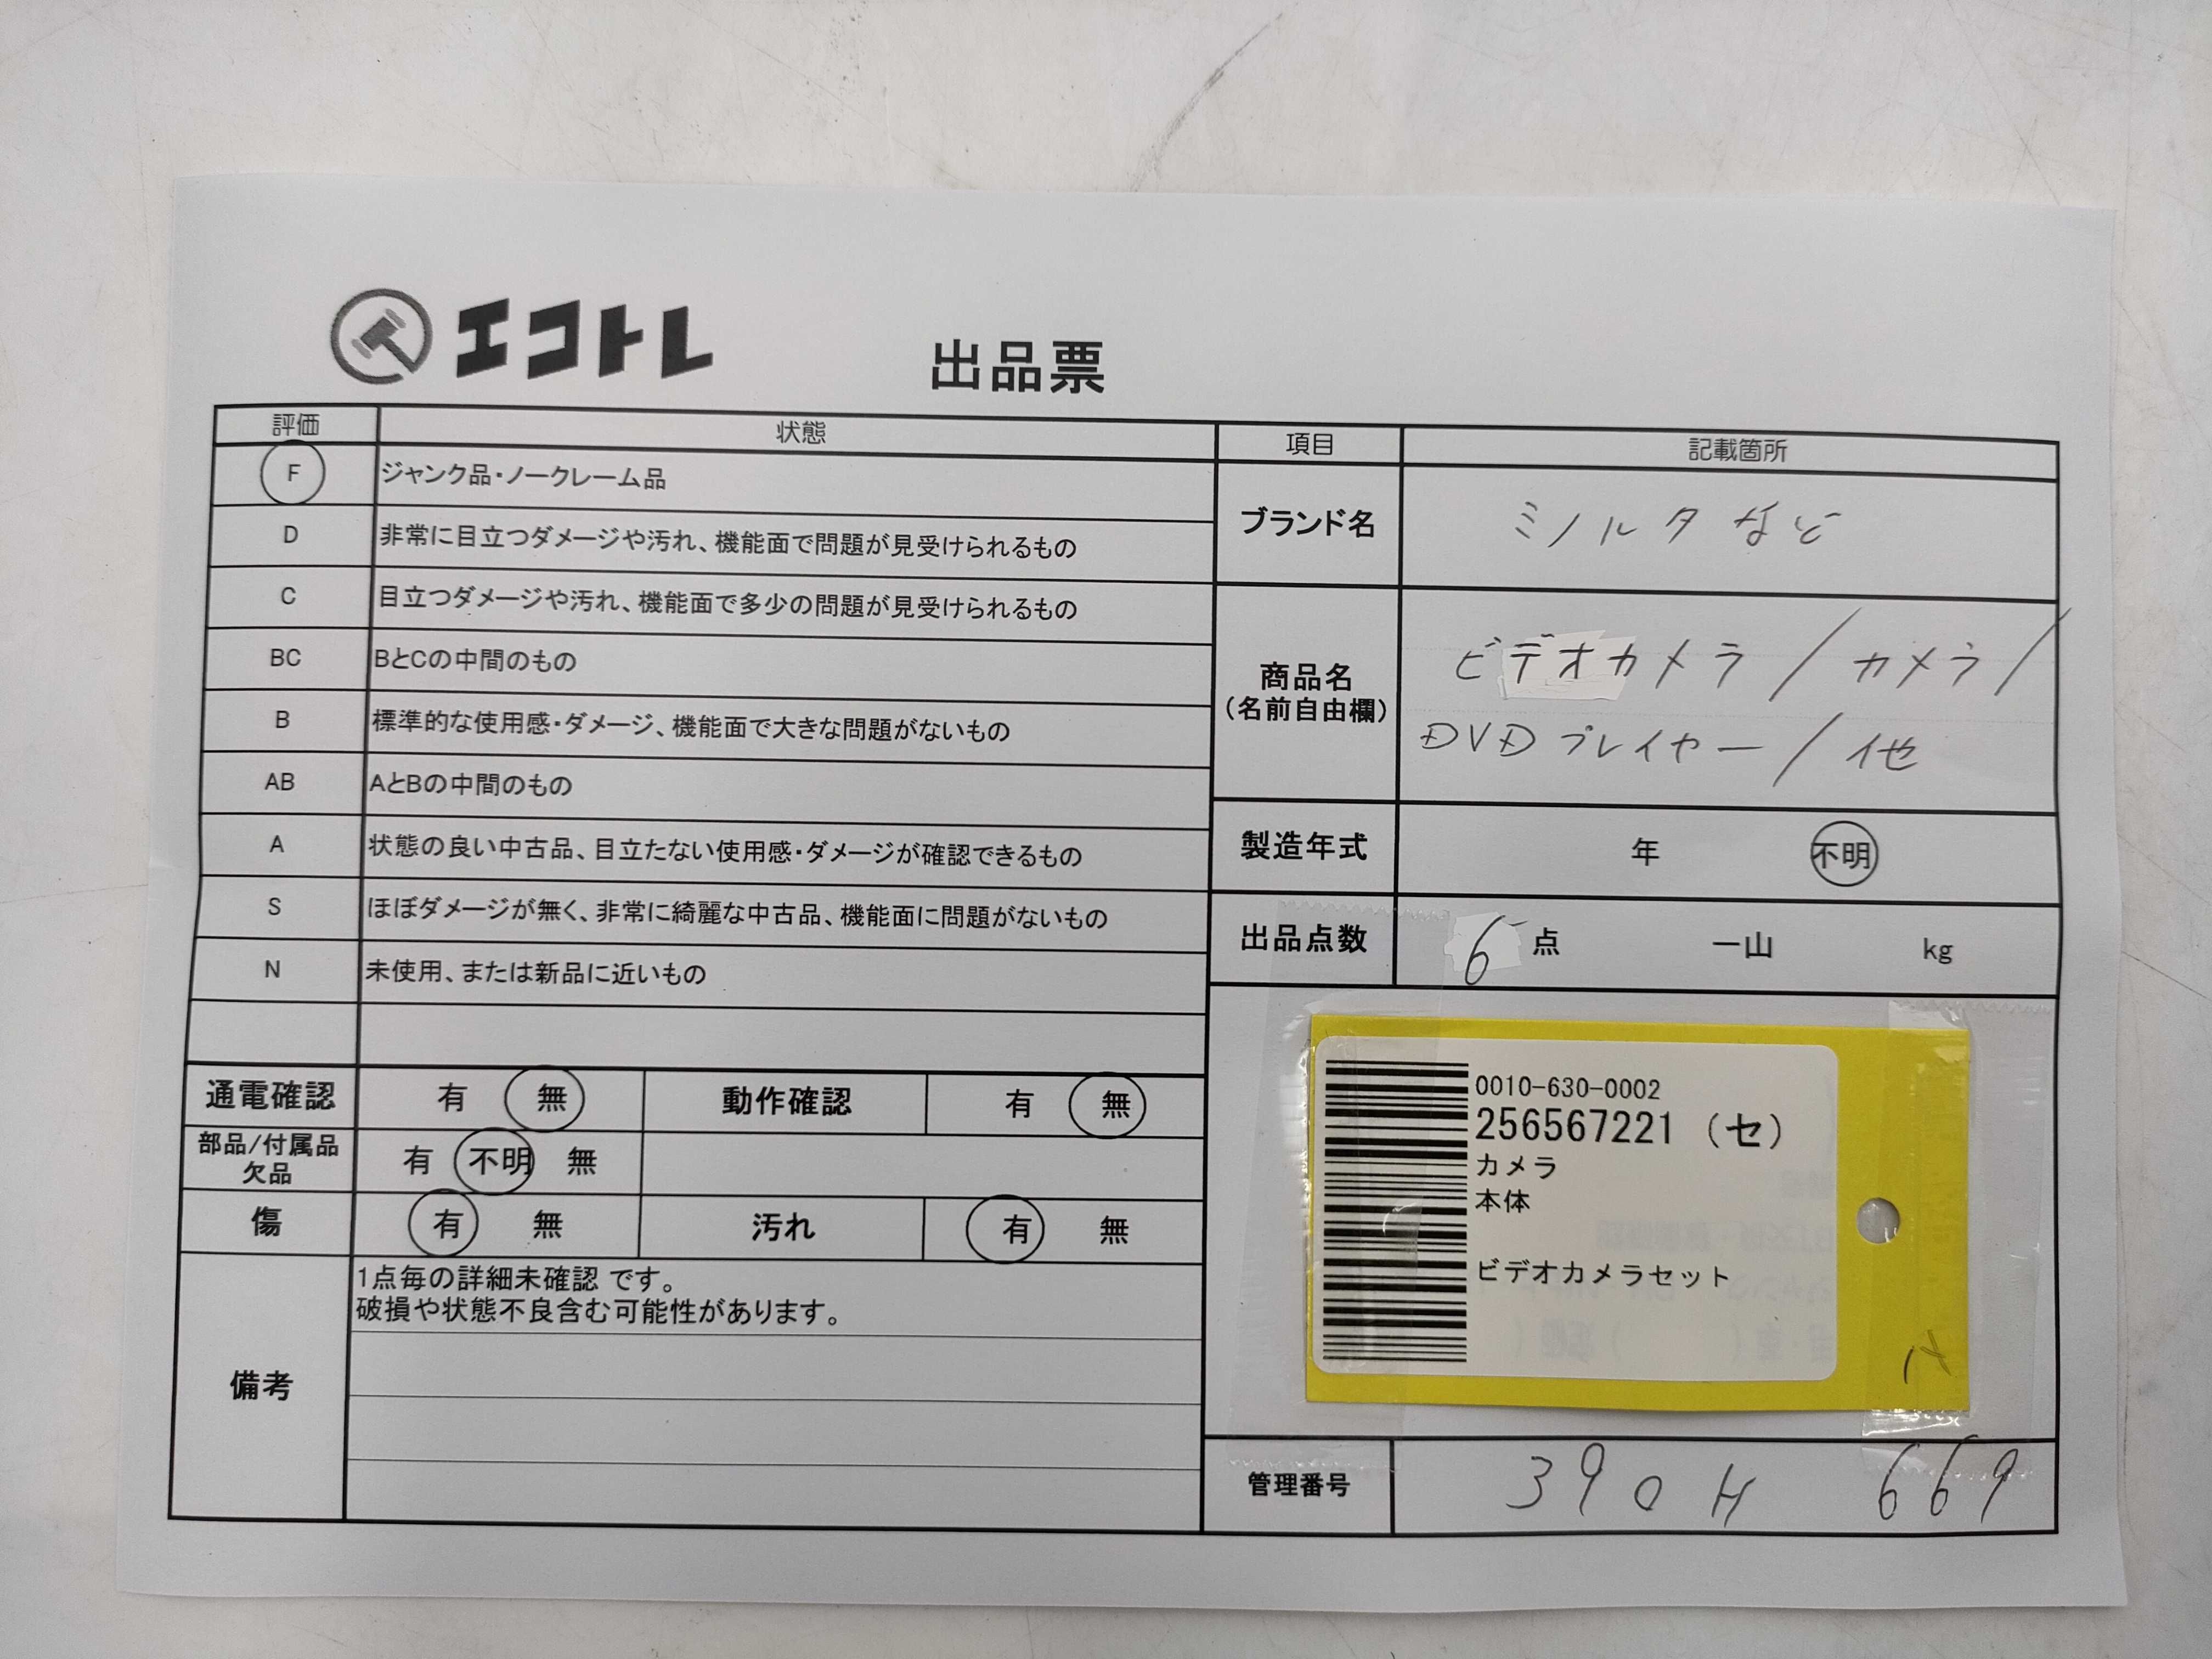 エコトレ
出品票
評価 状態
F ジャンク品・ノークレーム品
D 非常に目立つダメージや汚れ、機能面で問題が見受けられるもの
C 目立つダメージや汚れ、機能面で多少の問題が見受けられるもの
BC BとCの中間のもの
B 標準的な使用感・ダメージ、機能面で大きな問題がないもの
AB AとBの中間のもの
A 状態の良い中古品、目立たない使用感・ダメージが確認できるもの
S ほぼダメージが無く、非常に綺麗な中古品、機能面に問題がないもの
N 未使用、または新品に近いもの
通電確認 有 無 動作確認 有 無
部品/付属品
欠品
有 不明 無
傷 有 無 汚れ 有 無
備考
1点毎の詳細未確認 です。
破損や状態不良含む可能性があります。
項目 記載箇所
ブランド名 ミノルタなど
商品名
(名前自由欄)
ビデオカメラ/カメラ/
DVDプレイヤー/他
製造年式 年 不明
出品点数 6点 一山 kg
0010-630-0002
256567221 (セ)
カメラ
本体
ビデオカメラセット
管理番号 390H 669